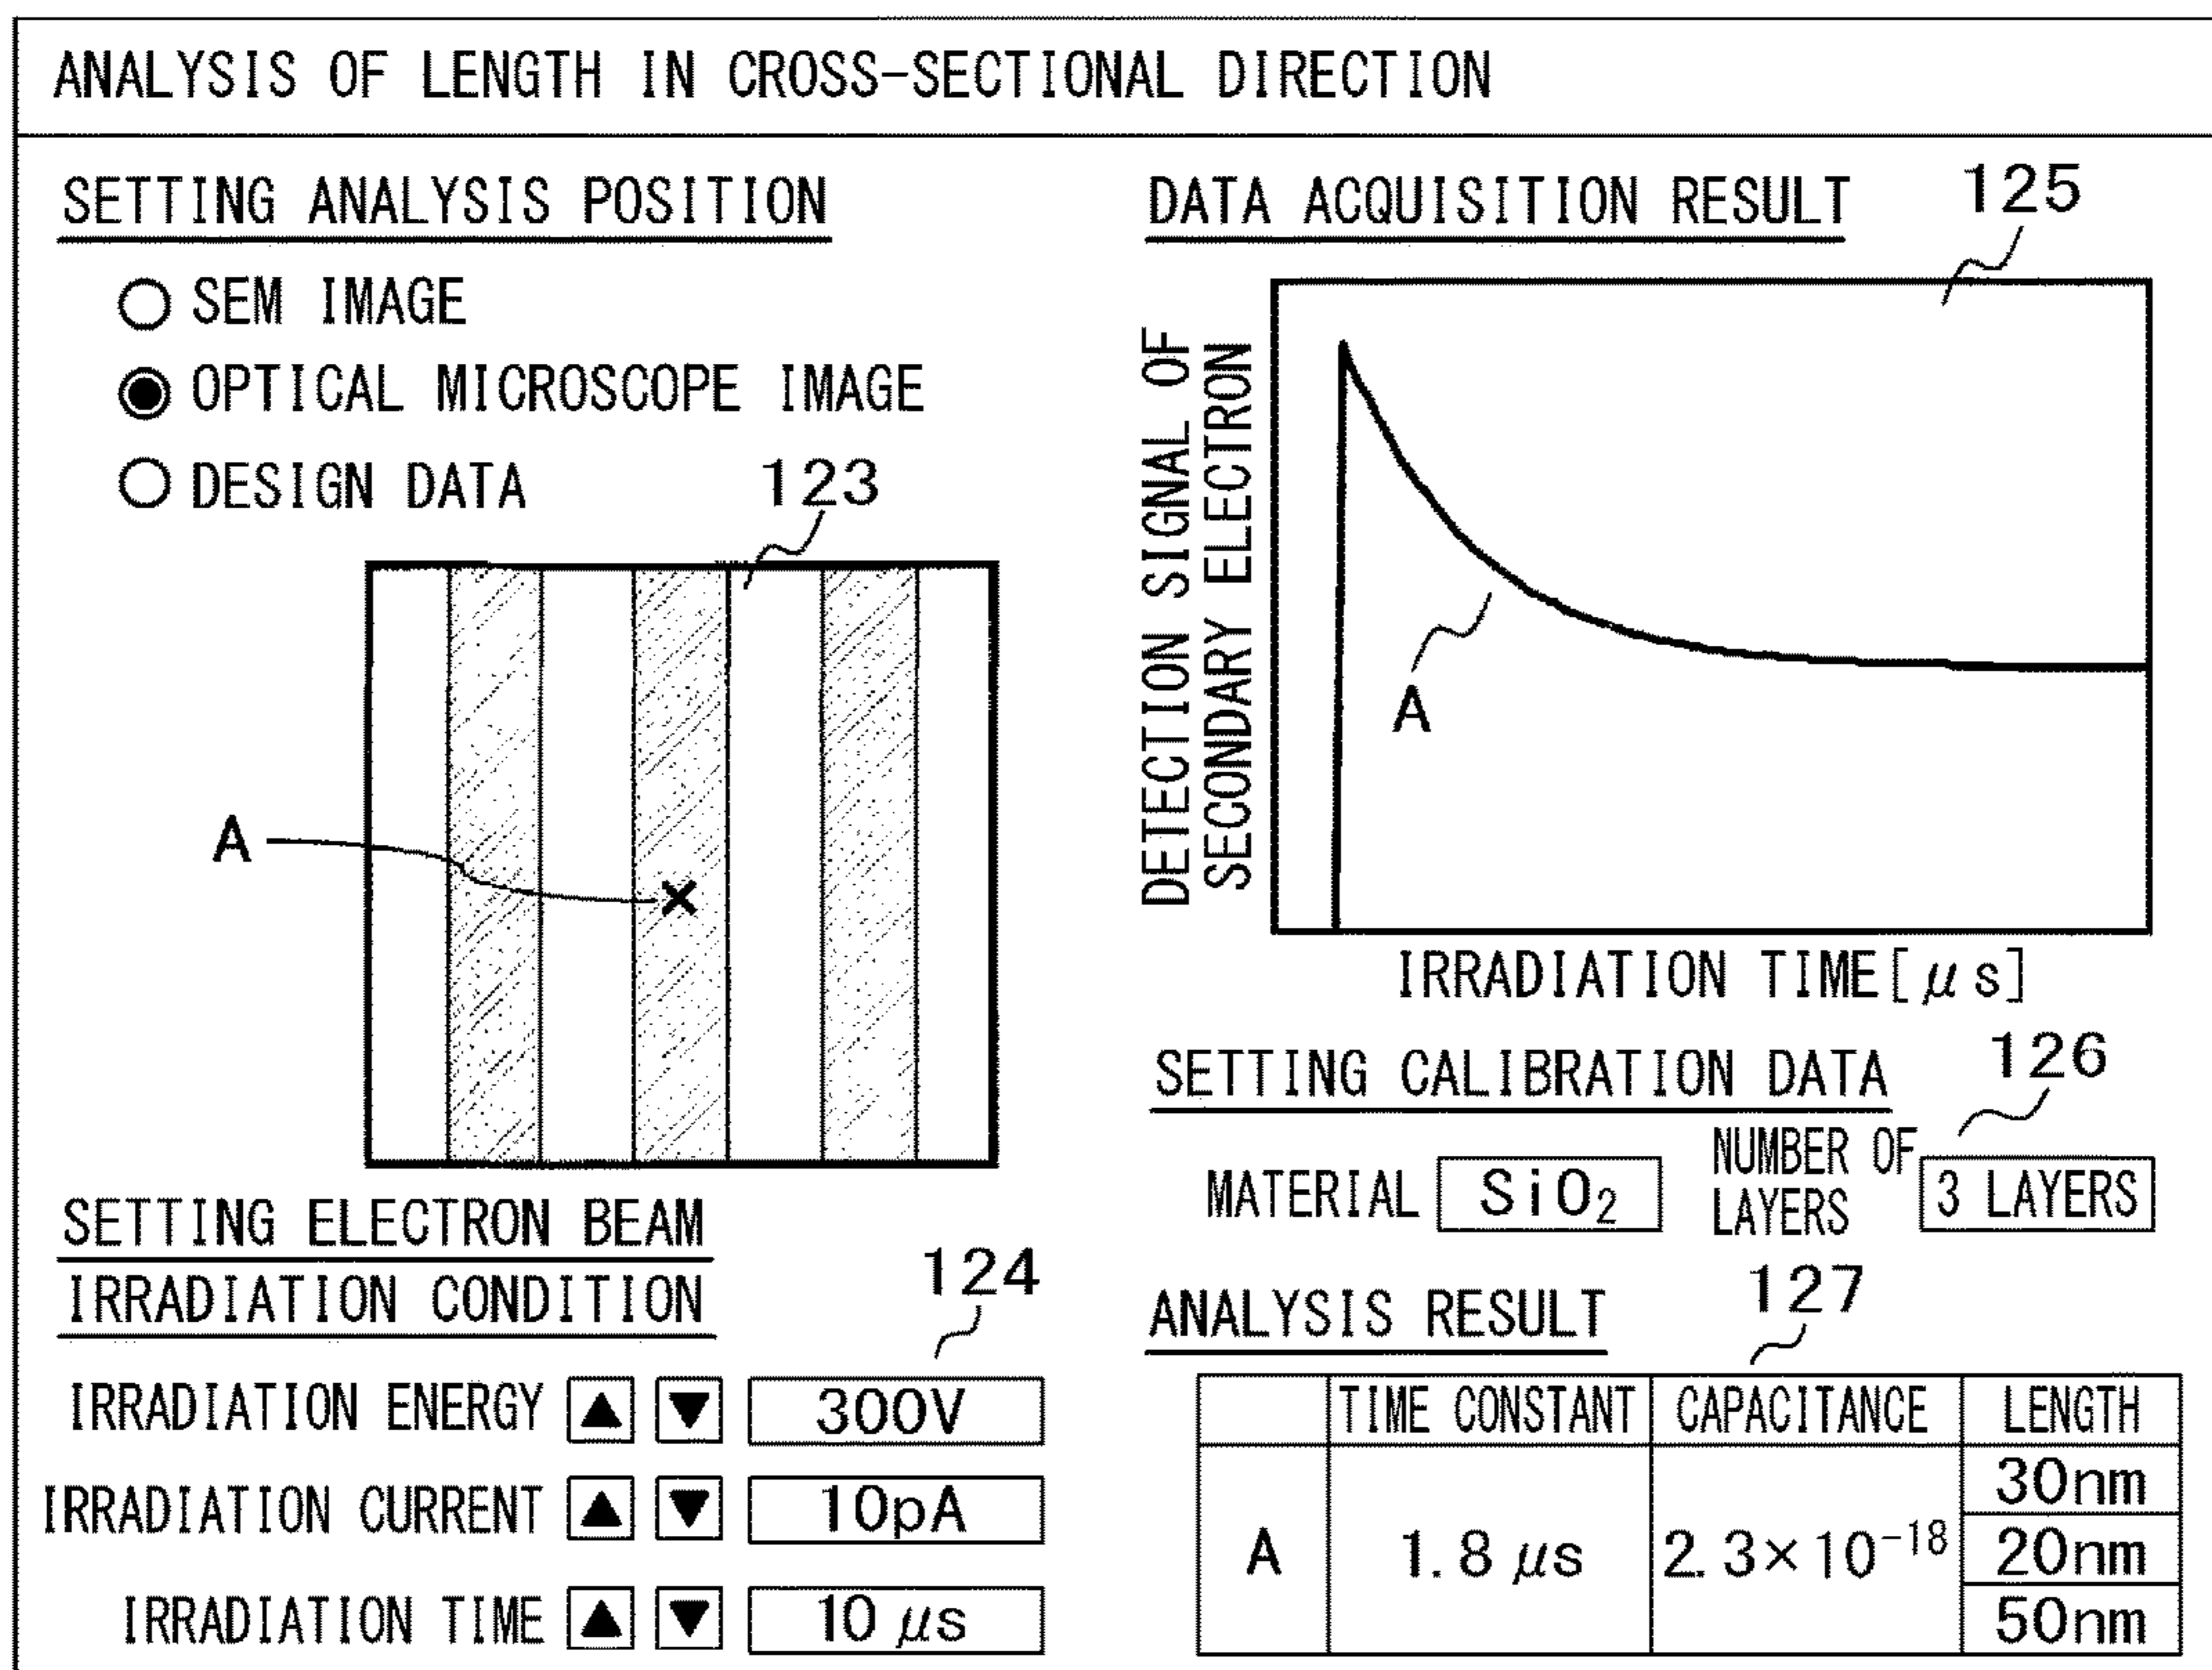 ANALYSIS OF LENGTH IN CROSS-SECTIONAL DIRECTION
SETTING ANALYSIS POSITION
SEM IMAGE
OPTICAL MICROSCOPE IMAGE
DESIGN DATA
123
A
SETTING ELECTRON BEAM
IRRADIATION CONDITION
124
IRRADIATION ENERGY ▲ ▼ 300V
IRRADIATION CURRENT ▲ ▼ 10pA
IRRADIATION TIME ▲ ▼ 10 μs
DATA ACQUISITION RESULT
125
DETECTION SIGNAL OF
SECONDARY ELECTRON
A
IRRADIATION TIME[μs]
SETTING CALIBRATION DATA
126
MATERIAL SiO₂
NUMBER OF
LAYERS
3 LAYERS
ANALYSIS RESULT
127
TIME CONSTANT CAPACITANCE LENGTH
A 1.8 μs 2.3×10⁻¹⁸
30nm
20nm
50nm